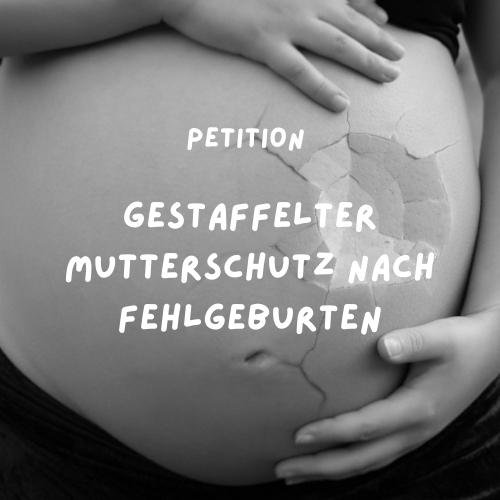 PETITION
GESTAFFELTER
MUTTERSCHUTZ NACH
FEHLGEBURTEN